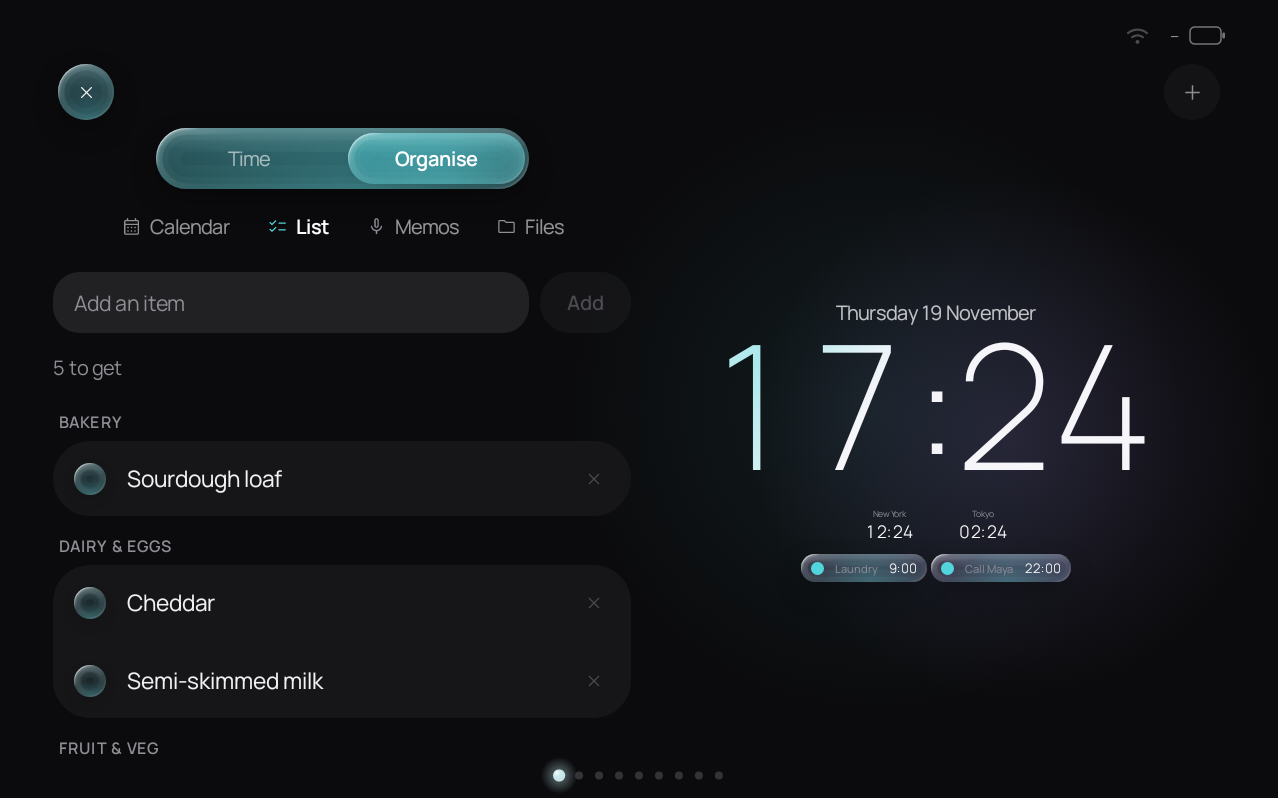 –
Time
Organise
Calendar
List
Memos
Files
Add an item
Add
5 to get
BAKERY
Sourdough loaf
DAIRY & EGGS
Cheddar
Semi-skimmed milk
FRUIT & VEG
Thursday 19 November
17:24
New York
Tokyo
12:24
02:24
Laundry 9:00
Call Maya 22:00